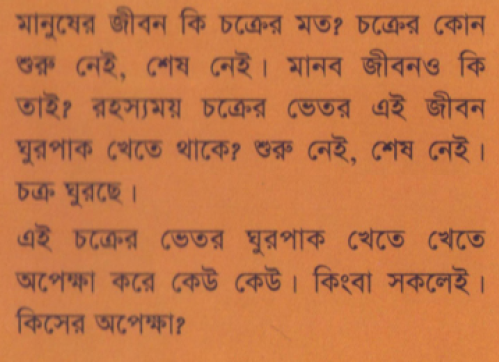 মানুষের জীবন কি চক্রের মত? চক্রের কোন
শুরু নেই, শেষ নেই। মানব জীবনও কি
তাই? রহস্যময় চক্রের ভেতর এই জীবন
ঘুরপাক খেতে থাকে? শুরু নেই, শেষ নেই।
চক্র ঘুরছে।
এই চক্রের ভেতর ঘুরপাক খেতে খেতে
অপেক্ষা করে কেউ কেউ। কিংবা সকলেই।
কিসের অপেক্ষা?